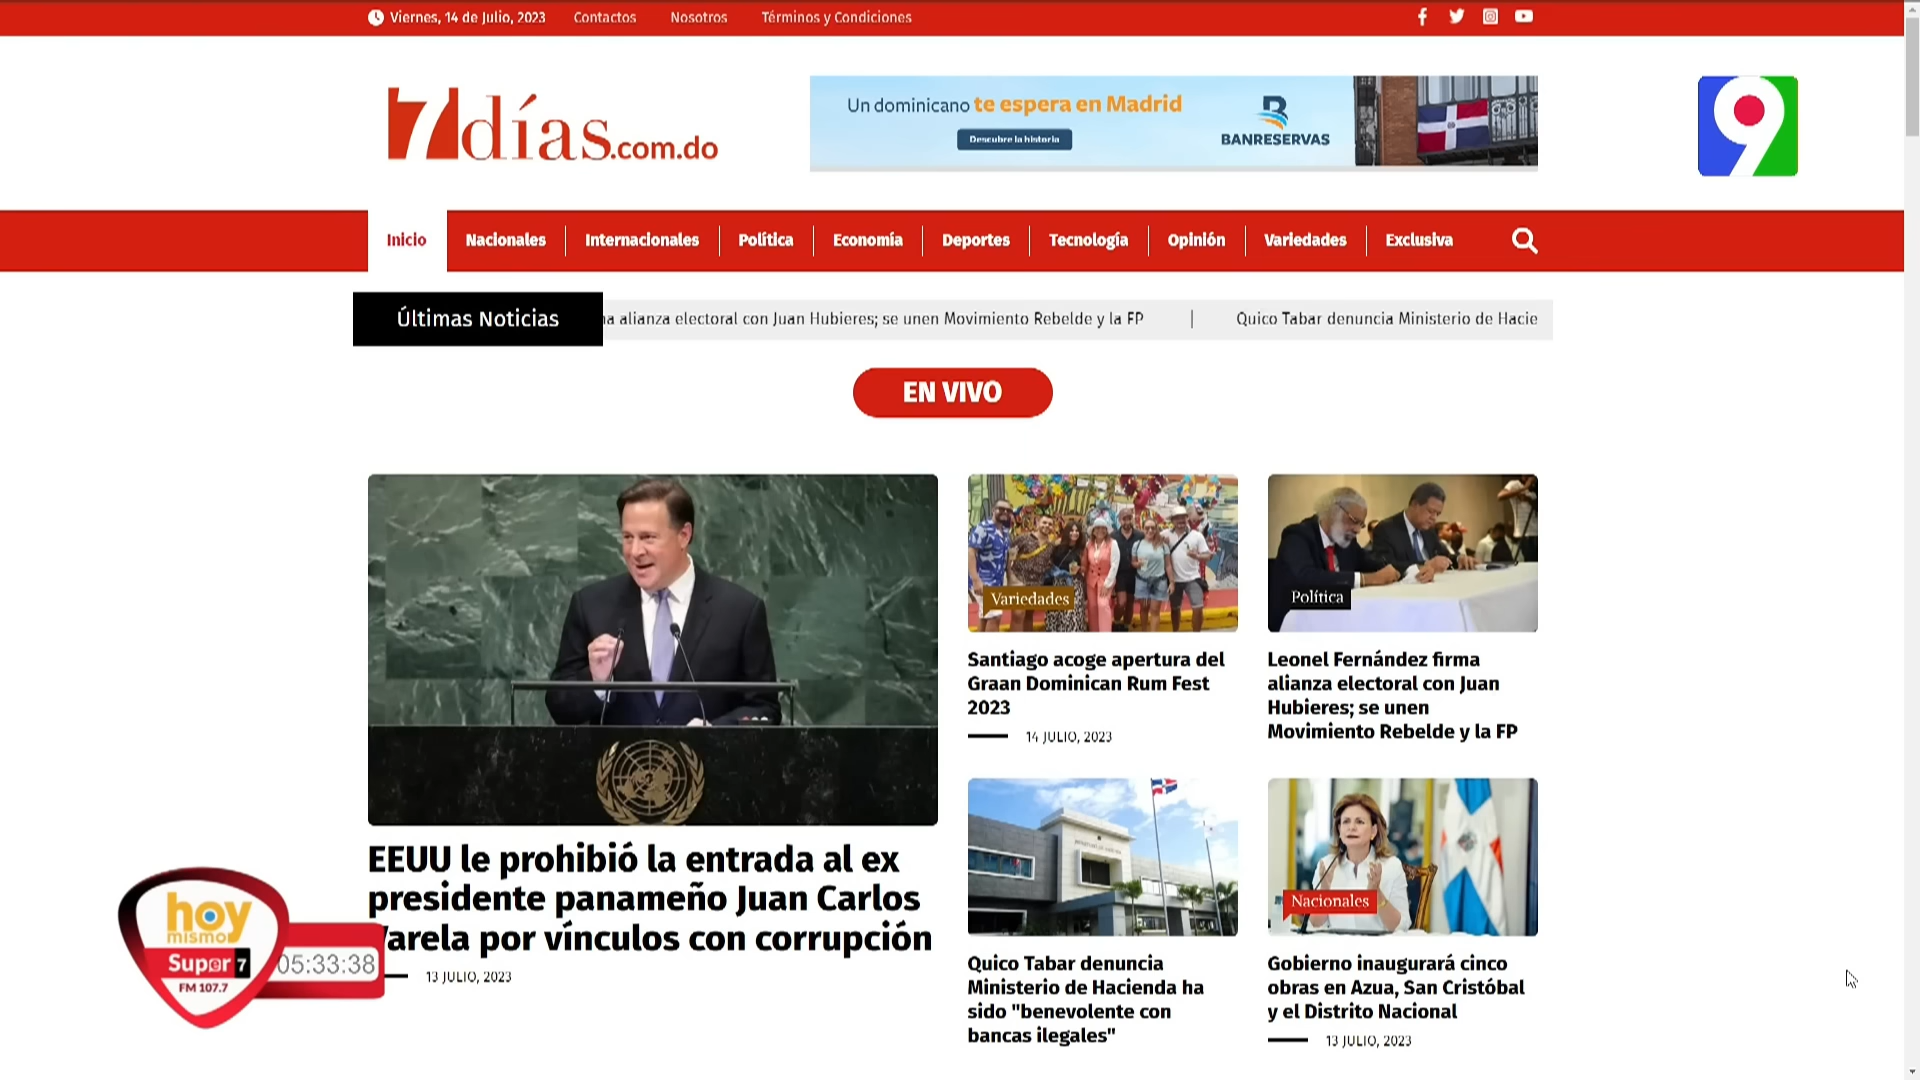 Viernes, 14 de Julio, 2023 Contactos Nosotros Términos y Condiciones
7días.com.do
Un dominicano te espera en Madrid
Descubre la historia
BANRESERVAS
9
Inicio Nacionales Internacionales Política Economía Deportes Tecnología Opinión Variedades Exclusiva
Últimas Noticias
na alianza electoral con Juan Hubieres; se unen Movimiento Rebelde y la FP | Quico Tabar denuncia Ministerio de Hacie
EN VIVO
EEUU le prohibió la entrada al ex
presidente panameño Juan Carlos
Varela por vínculos con corrupción
13 JULIO, 2023
Variedades
Santiago acoge apertura del
Graan Dominican Rum Fest
2023
14 JULIO, 2023
Política
Leonel Fernández firma
alianza electoral con Juan
Hubieres; se unen
Movimiento Rebelde y la FP
Quico Tabar denuncia
Ministerio de Hacienda ha
sido "benevolente con
bancas ilegales"
Nacionales
Gobierno inaugurará cinco
obras en Azua, San Cristóbal
y el Distrito Nacional
13 JULIO, 2023
hoy
mismo
Super 7
FM 107.7
05:33:38